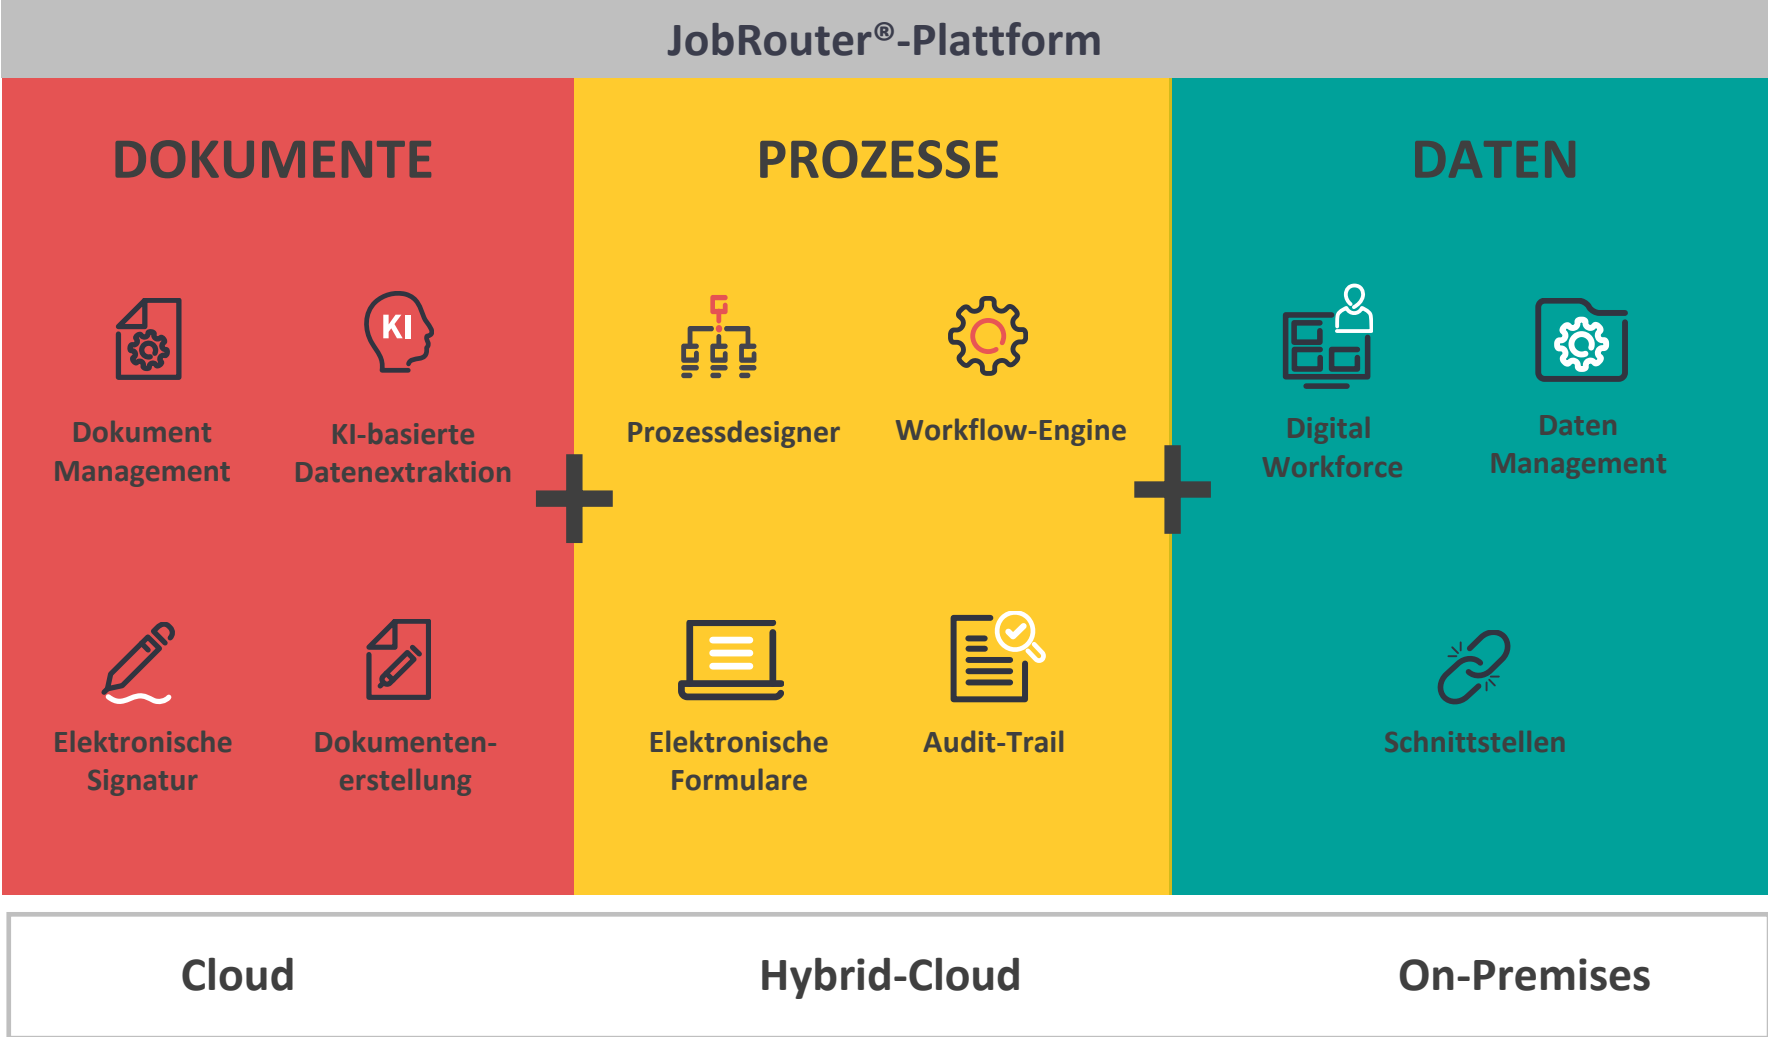 JobRouter®-Plattform
DOKUMENTE
Dokument
Management
KI
KI-basierte
Datenextraktion
Elektronische
Signatur
Dokumenten-
erstellung
+
PROZESSE
Prozessdesigner
Workflow-Engine
Elektronische
Formulare
Audit-Trail
+
DATEN
Digital
Workforce
Daten
Management
Schnittstellen
Cloud
Hybrid-Cloud
On-Premises